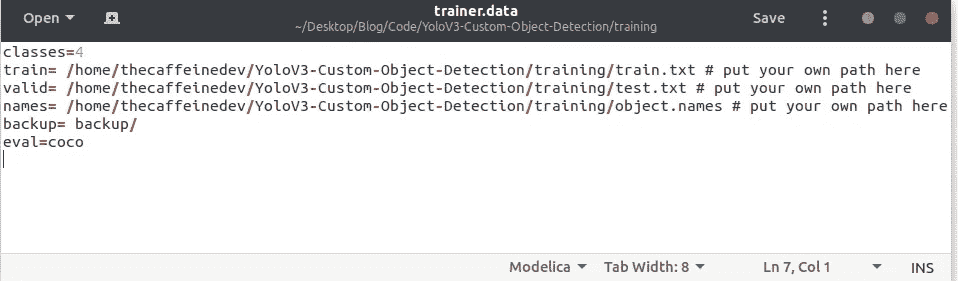 Open
trainer.data
~/Desktop/Blog/Code/YoloV3-Custom-Object-Detection/training
Save
classes=4
train= /home/thecaffeinedev/YoloV3-Custom-Object-Detection/training/train.txt # put your own path here
valid= /home/thecaffeinedev/YoloV3-Custom-Object-Detection/training/test.txt # put your own path here
names= /home/thecaffeinedev/YoloV3-Custom-Object-Detection/training/object.names # put your own path here
backup= backup/
eval=coco
Modelica Tab Width: 8 Ln 7, Col 1 INS